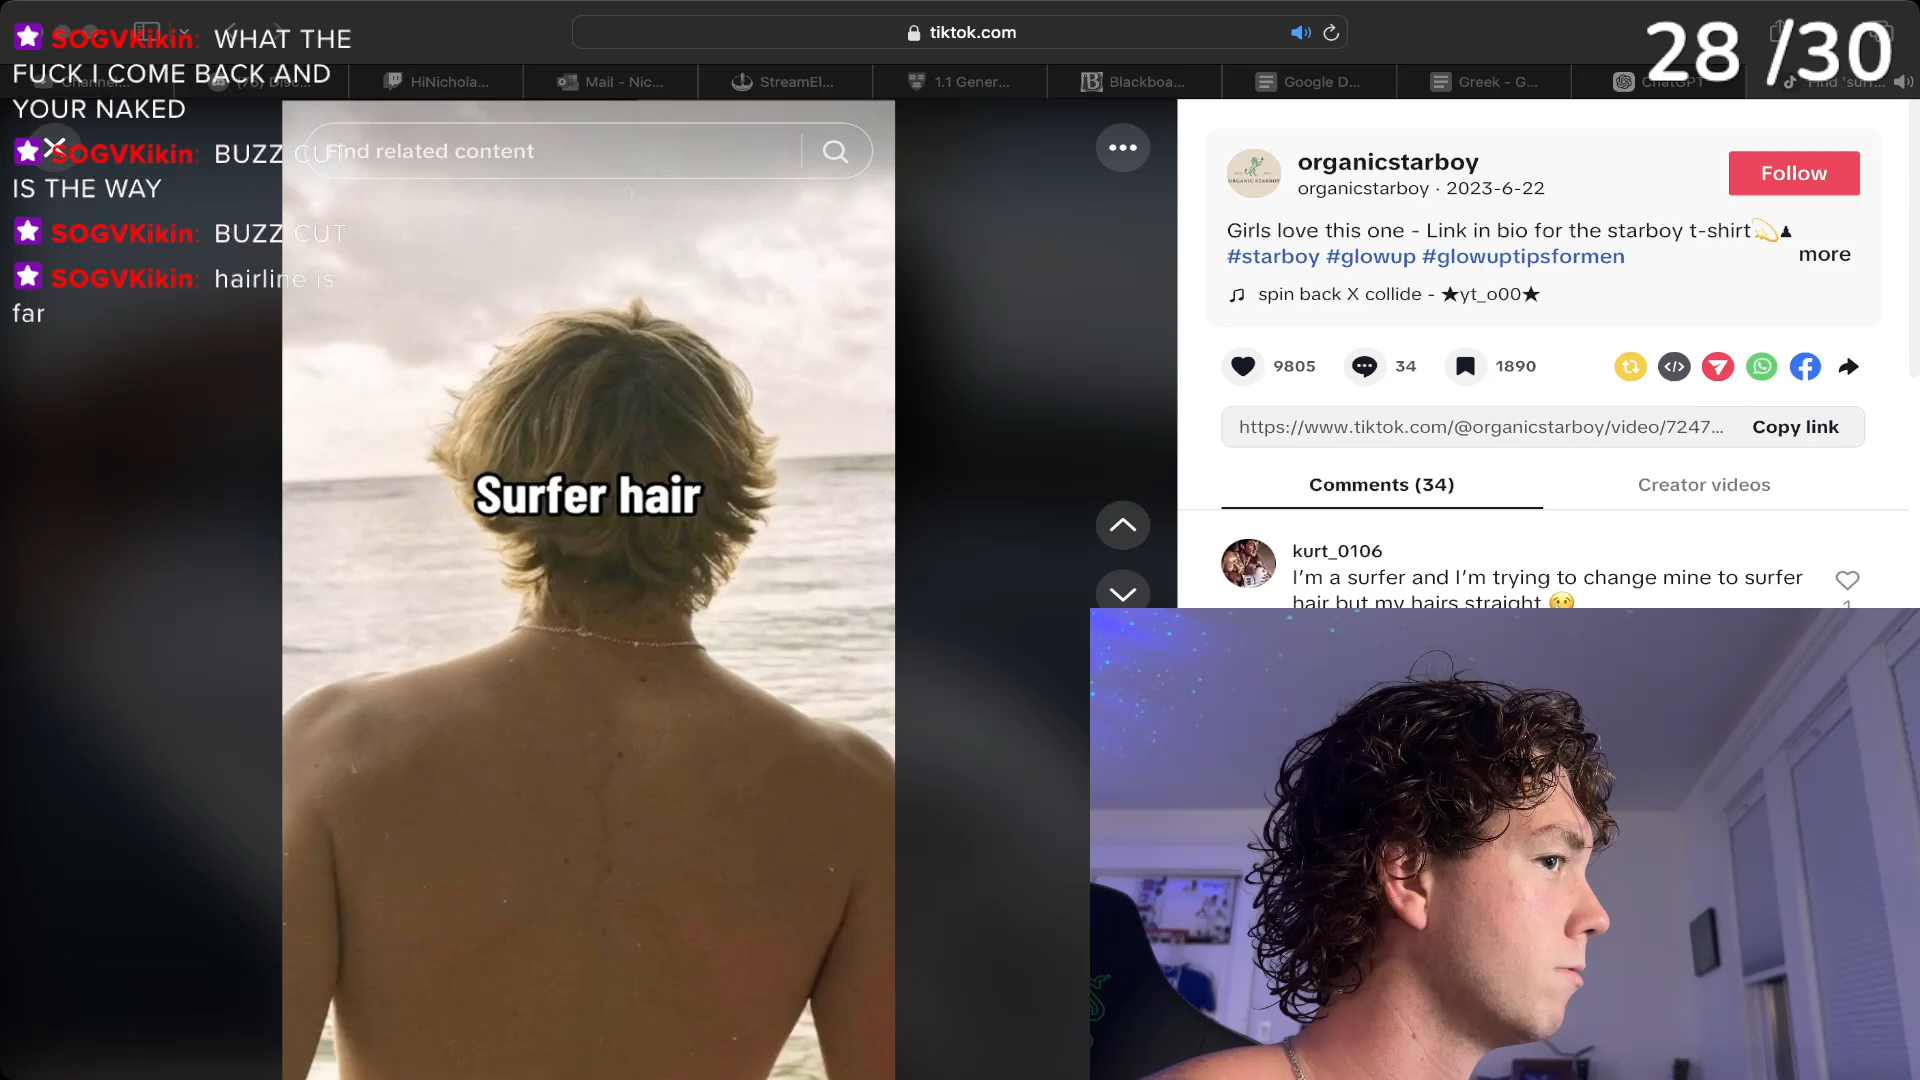 SOGVKikin: WHAT THE
FUCK I COME BACK AND
YOUR NAKED
SOGVKikin: BUZZ CUT
IS THE WAY
SOGVKikin: BUZZ CUT
SOGVKikin: hairline is
far
tiktok.com
28 /30
HiNichola...
Mail - Nic...
StreamEl...
1.1 Gener...
Blackboa...
Google D...
Greek - G...
ChatGPT
Find 'surf...
Find related content
Surfer hair
organicstarboy
organicstarboy · 2023-6-22
Follow
Girls love this one - Link in bio for the starboy t-shirt💫♟
#starboy #glowup #glowuptipsformen
more
spin back X collide - ★yt_o00★
9805
34
1890
https://www.tiktok.com/@organicstarboy/video/7247...
Copy link
Comments (34)
Creator videos
kurt_0106
I'm a surfer and I'm trying to change mine to surfer
hair but my hairs straight 🥲
ORGANIC STARBOY